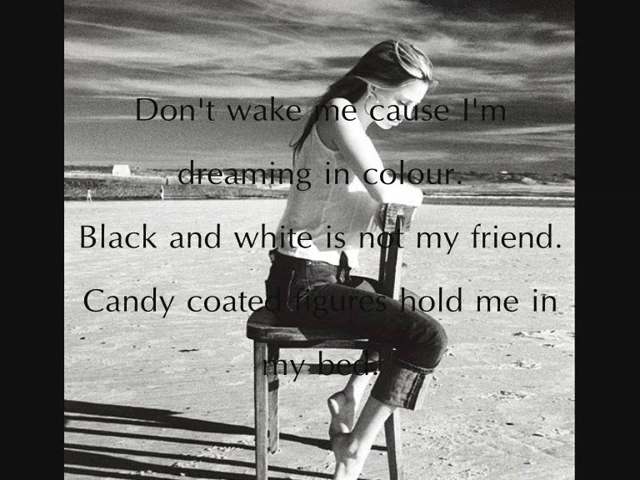 Don't wake me cause I'm
dreaming in colour.
Black and white is not my friend.
Candy coated figures hold me in
my bed.